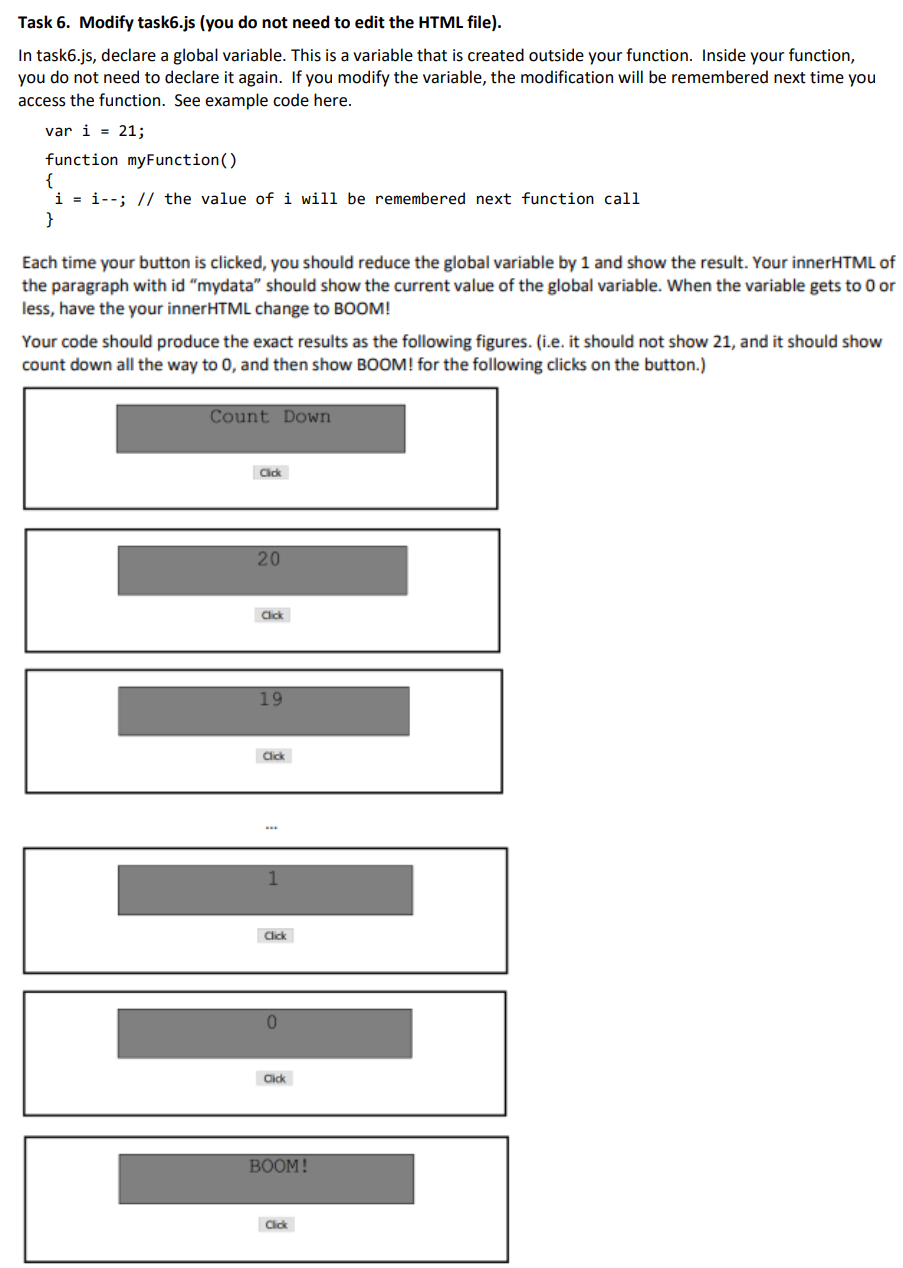 Task 6. Modify task6.js (you do not need to edit the HTML file).
In task6.js, declare a global variable. This is a variable that is created outside your function. Inside your function,
you do not need to declare it again. If you modify the variable, the modification will be remembered next time you
access the function. See example code here.
var i = 21;
function myFunction()
{
i = i--; // the value of i will be remembered next function call
}
Each time your button is clicked, you should reduce the global variable by 1 and show the result. Your innerHTML of
the paragraph with id “mydata” should show the current value of the global variable. When the variable gets to 0 or
less, have the your innerHTML change to BOOM!
Your code should produce the exact results as the following figures. (i.e. it should not show 21, and it should show
count down all the way to 0, and then show BOOM! for the following clicks on the button.)
Count Down
Click
20
Click
19
Click
...
1
Click
0
Click
BOOM!
Click